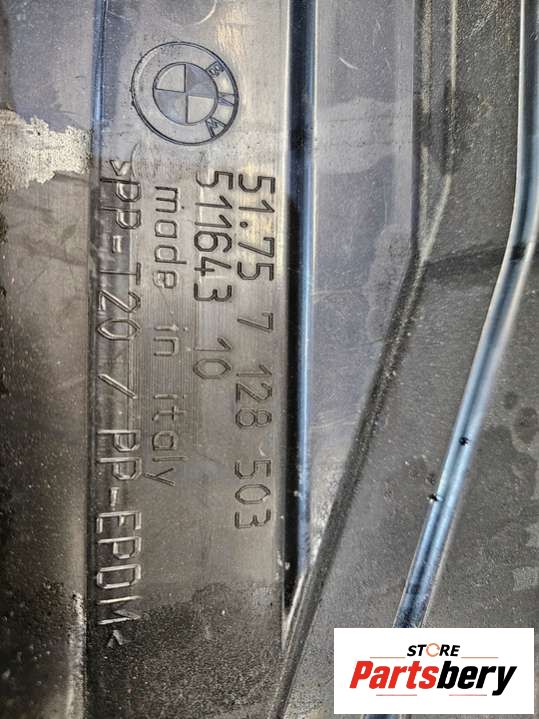 BMW
51.75 7 128 503
511643 10
made in italy
>PP-T20 / PP-EPDM<
STORE
Partsbery